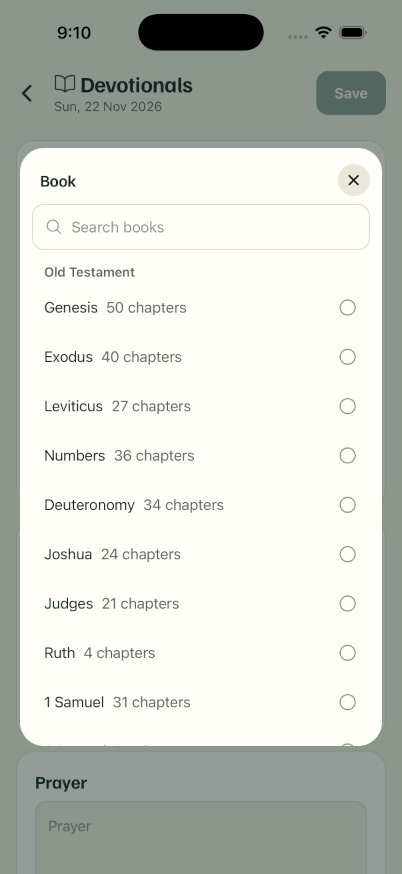 9:10
Devotionals
Sun, 22 Nov 2026
Save
Book
Search books
Old Testament
Genesis 50 chapters
Exodus 40 chapters
Leviticus 27 chapters
Numbers 36 chapters
Deuteronomy 34 chapters
Joshua 24 chapters
Judges 21 chapters
Ruth 4 chapters
1 Samuel 31 chapters
Prayer
Prayer